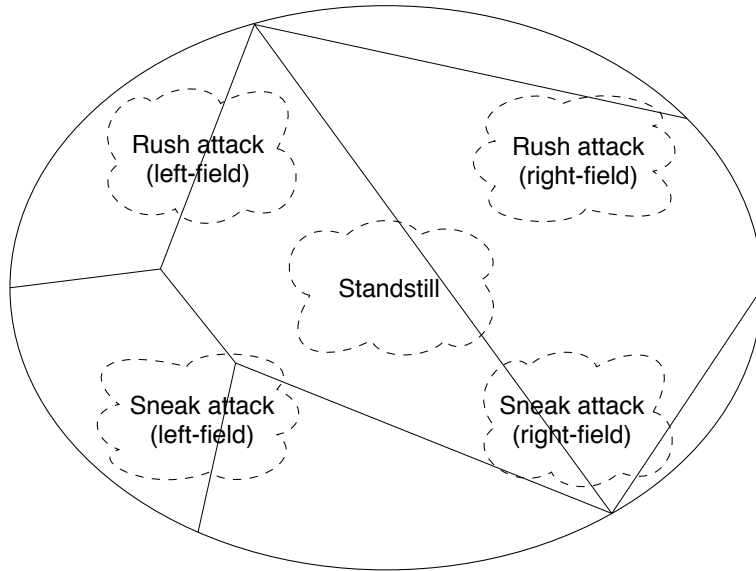 Rush attack
(left-field)
Rush attack
(right-field)
Standstill
Sneak attack
(left-field)
Sneak attack
(right-field)